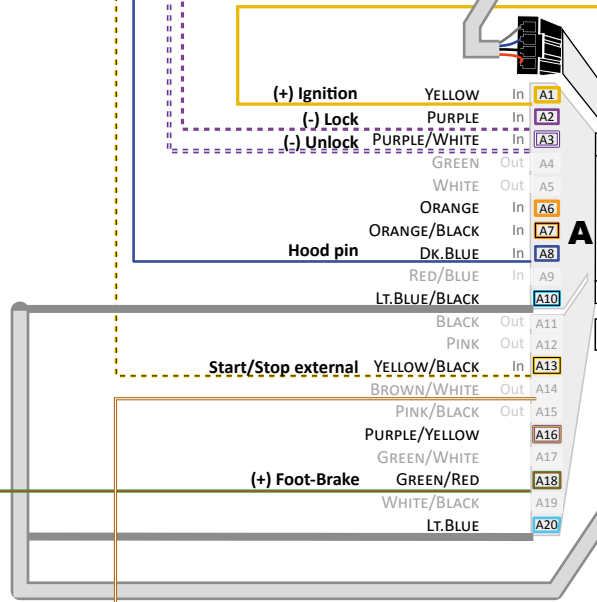 (+) Ignition YELLOW In A1
(-) Lock PURPLE In A2
(-) Unlock PURPLE/WHITE In A3
GREEN Out A4
WHITE Out A5
ORANGE In A6
ORANGE/BLACK In A7
A
Hood pin DK.BLUE In A8
RED/BLUE In A9
LT.BLUE/BLACK A10
BLACK Out A11
PINK Out A12
Start/Stop external YELLOW/BLACK In A13
BROWN/WHITE Out A14
PINK/BLACK Out A15
PURPLE/YELLOW A16
GREEN/WHITE A17
(+) Foot-Brake GREEN/RED A18
WHITE/BLACK A19
LT.BLUE A20